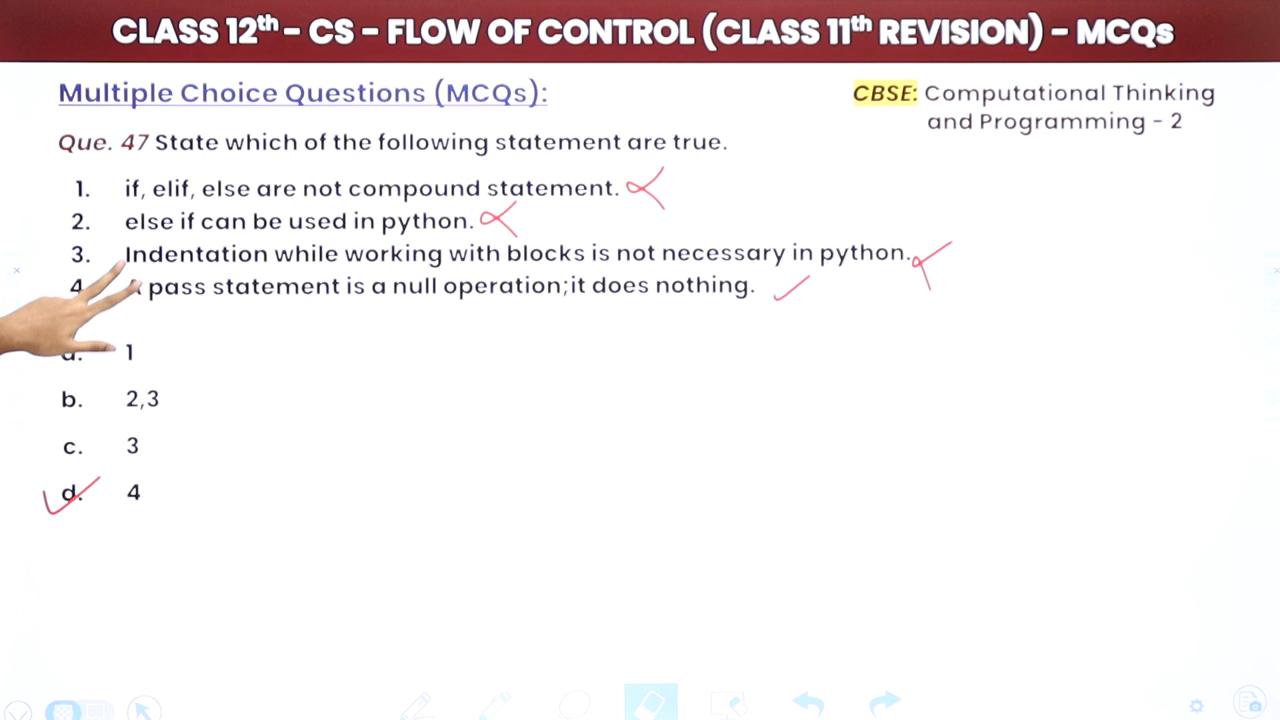 CLASS 12th - CS - FLOW OF CONTROL (CLASS 11th REVISION) - MCQs
Multiple Choice Questions (MCQs):
CBSE: Computational Thinking
and Programming - 2
Que. 47 State which of the following statement are true.
1. if, elif, else are not compound statement.
2. else if can be used in python.
3. Indentation while working with blocks is not necessary in python.
4 pass statement is a null operation;it does nothing.
a. 1
b. 2,3
c. 3
d. 4